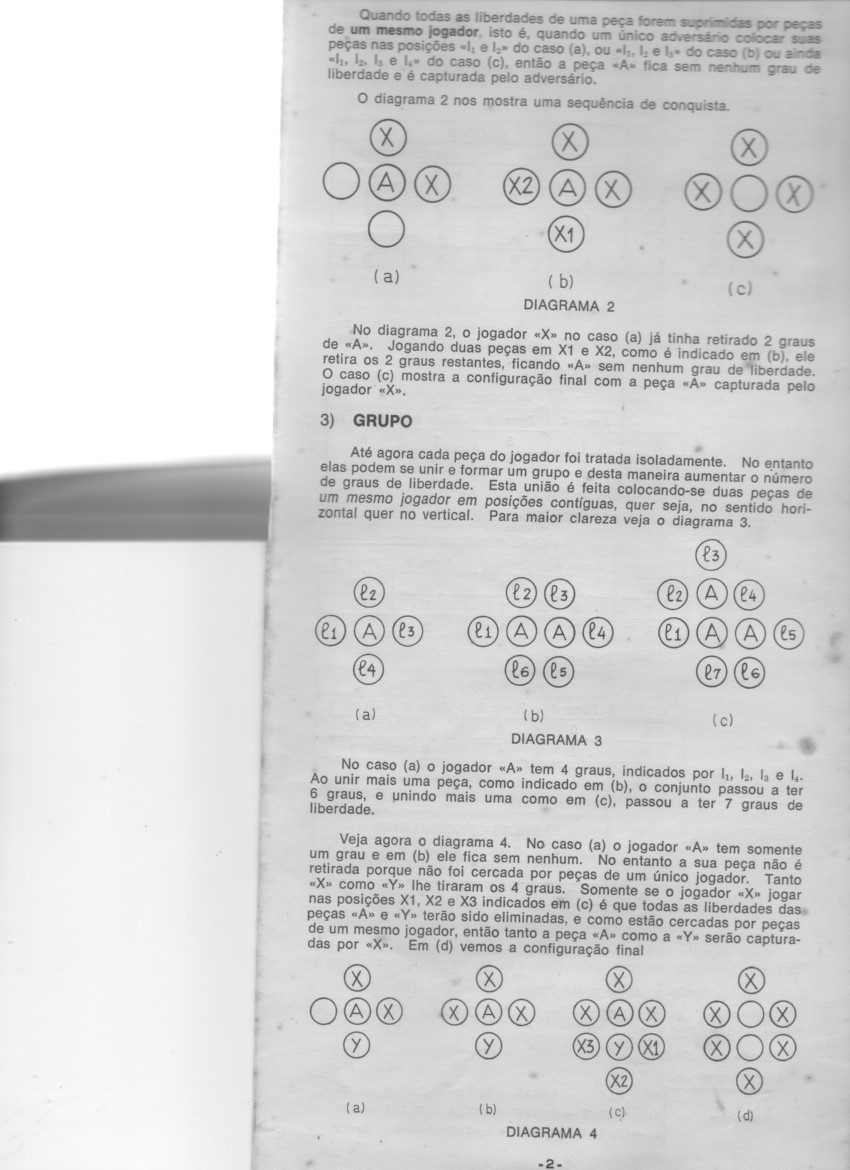 Quando todas as liberdades de uma peça forem suprimidas por peças
de um mesmo jogador, isto é, quando um único adversário colocar suas
peças nas posições «l₁ e l₂» do caso (a), ou «l₁, l₂ e l₃» do caso (b) ou ainda
«l₁, l₂, l₃ e l₄» do caso (c), então a peça «A» fica sem nenhum grau de
liberdade e é capturada pelo adversário.
O diagrama 2 nos mostra uma sequência de conquista.
X X X
A X X2 A X X X
X1 X
(a) (b) (c)
DIAGRAMA 2
No diagrama 2, o jogador «X» no caso (a) já tinha retirado 2 graus
de «A». Jogando duas peças em X1 e X2, como é indicado em (b), ele
retira os 2 graus restantes, ficando «A» sem nenhum grau de liberdade.
O caso (c) mostra a configuração final com a peça «A» capturada pelo
jogador «X».
3) GRUPO
Até agora cada peça do jogador foi tratada isoladamente. No entanto
elas podem se unir e formar um grupo e desta maneira aumentar o número
de graus de liberdade. Esta união é feita colocando-se duas peças de
um mesmo jogador em posições contíguas, quer seja, no sentido hori-
zontal quer no vertical. Para maior clareza veja o diagrama 3.
ℓ3
ℓ2 ℓ2 ℓ3 ℓ2 A ℓ4
ℓ1 A ℓ3 ℓ1 A A ℓ4 ℓ1 A A ℓ5
ℓ4 ℓ6 ℓ5 ℓ7 ℓ6
(a) (b) (c)
DIAGRAMA 3
No caso (a) o jogador «A» tem 4 graus, indicados por l₁, l₂, l₃ e l₄.
Ao unir mais uma peça, como indicado em (b), o conjunto passou a ter
6 graus, e unindo mais uma como em (c), passou a ter 7 graus de
liberdade.
Veja agora o diagrama 4. No caso (a) o jogador «A» tem somente
um grau e em (b) ele fica sem nenhum. No entanto a sua peça não é
retirada porque não foi cercada por peças de um único jogador. Tanto
«X» como «Y» lhe tiraram os 4 graus. Somente se o jogador «X» jogar
nas posições X1, X2 e X3 indicados em (c) é que todas as liberdades das
peças «A» e «Y» terão sido eliminadas, e como estão cercadas por peças
de um mesmo jogador, então tanto a peça «A» como a «Y» serão captura-
das por «X». Em (d) vemos a configuração final
X X X X
A X X A X X A X X X
Y Y X3 Y X1 X X
X2 X
(a) (b) (c) (d)
DIAGRAMA 4
-2-